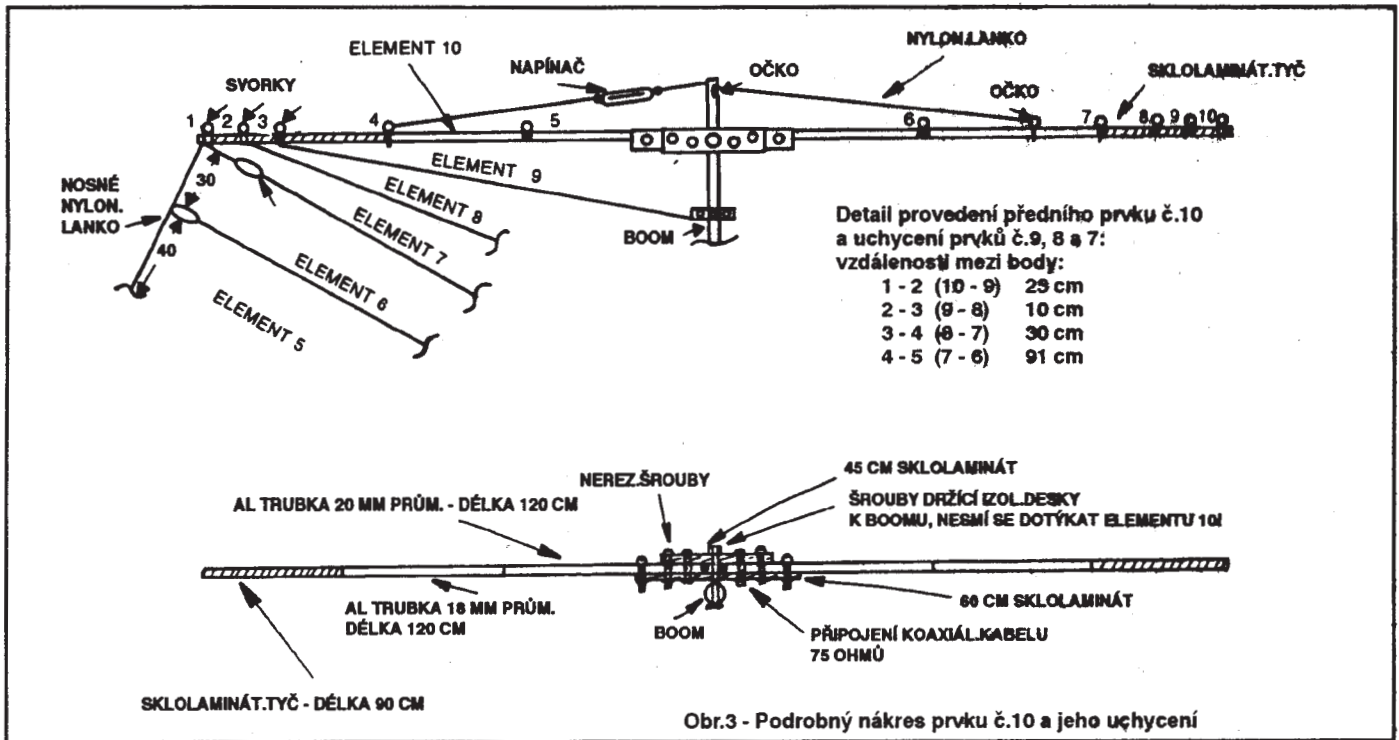 ELEMENT 10
NAPÍNAČ
OČKO
NYLON.LANKO
SVORKY
OČKO
SKLOLAMINÁT.TYČ
1 2 3 4 5 6 7 8 9 10
NOSNÉ
NYLON.
LANKO
30
40
ELEMENT 9
ELEMENT 8
ELEMENT 7
ELEMENT 6
ELEMENT 5
BOOM
Detail provedení předního prvku č.10
a uchycení prvků č.9, 8 a 7:
vzdálenosti mezi body:
1 - 2 (10 - 9) 23 cm
2 - 3 (9 - 8) 10 cm
3 - 4 (8 - 7) 30 cm
4 - 5 (7 - 6) 91 cm
45 CM SKLOLAMINÁT
NEREZ.ŠROUBY
AL TRUBKA 20 MM PRŮM. - DÉLKA 120 CM
ŠROUBY DRŽÍCÍ IZOL.DESKY
K BOOMU, NESMÍ SE DOTÝKAT ELEMENTU 10!
AL TRUBKA 18 MM PRŮM.
DÉLKA 120 CM
60 CM SKLOLAMINÁT
BOOM
PŘIPOJENÍ KOAXIÁL.KABELU
75 OHMŮ
SKLOLAMINÁT.TYČ - DÉLKA 90 CM
Obr.3 - Podrobný nákres prvku č.10 a jeho uchycení